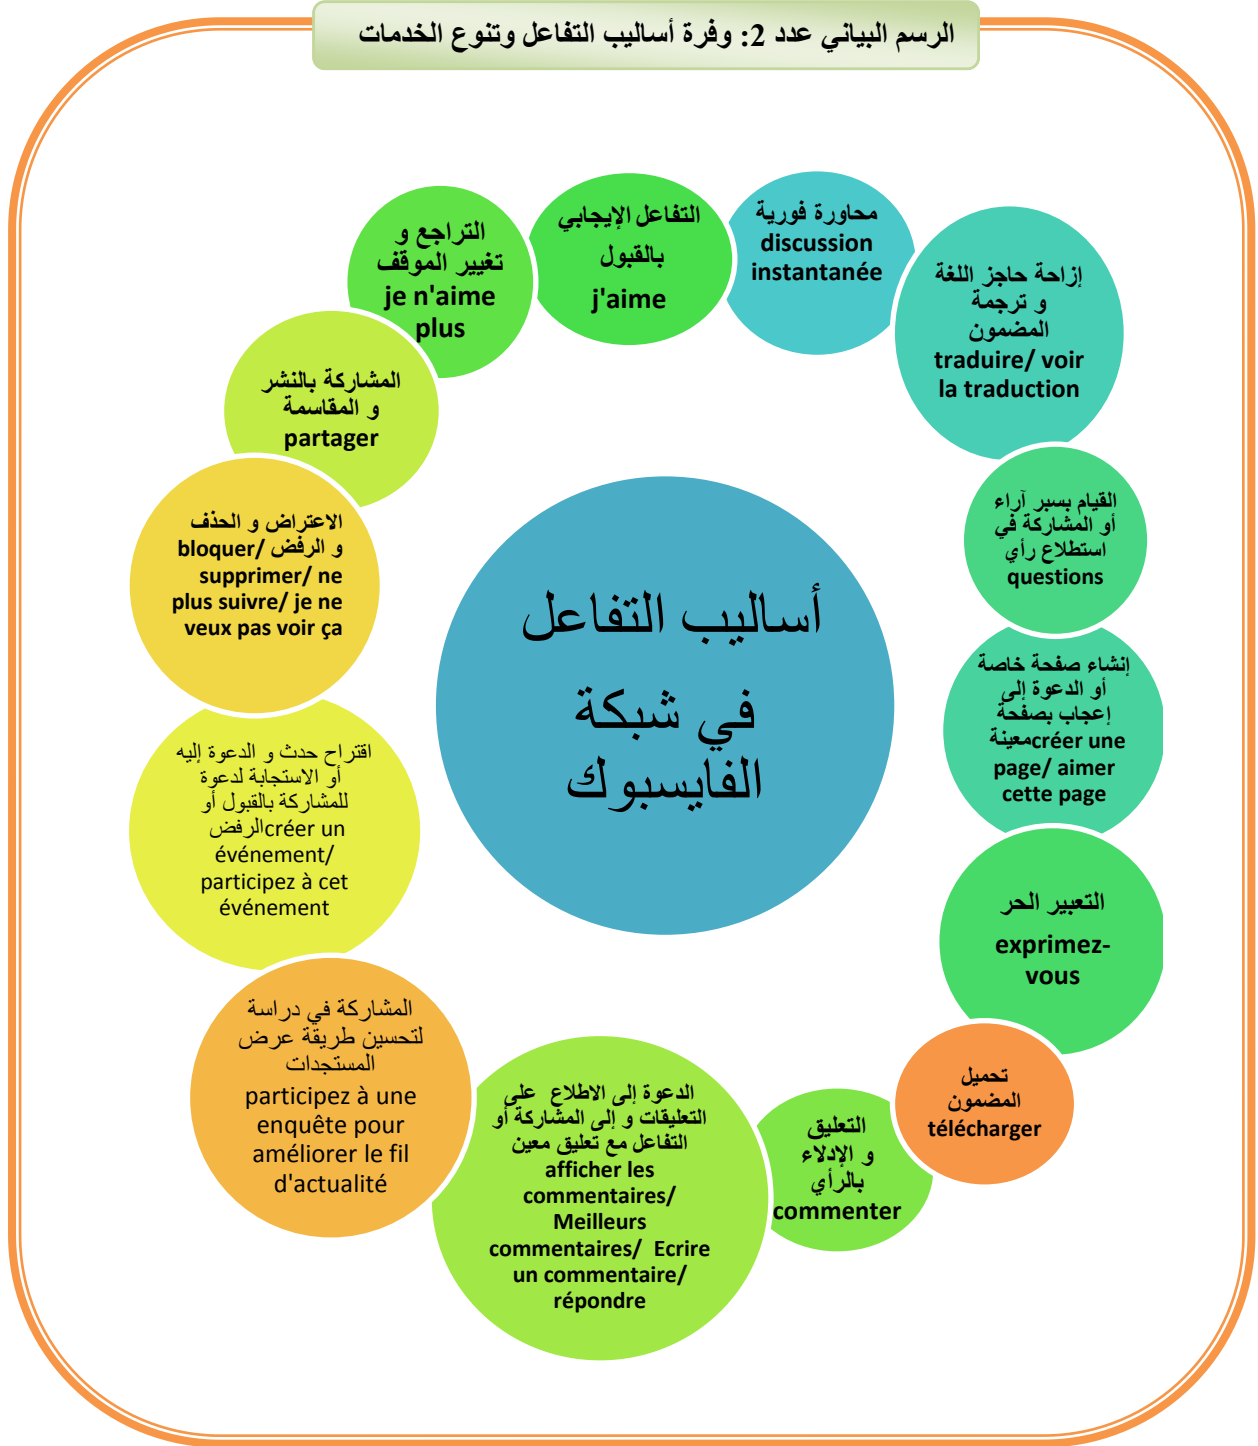 الرسم البياني عدد 2: وفرة أساليب التفاعل وتنوع الخدمات
أساليب التفاعل
في شبكة
الفايسبوك
التفاعل الإيجابي
بالقبول
j'aime
محاورة فورية
discussion
instantanée
إزاحة حاجز اللغة
و ترجمة
المضمون
traduire/ voir
la traduction
القيام بسبر آراء
أو المشاركة في
استطلاع رأي
questions
إنشاء صفحة خاصة
أو الدعوة إلى
إعجاب بصفحة
معينةcréer une
page/ aimer
cette page
التعبير الحر
exprimez-
vous
تحميل
المضمون
télécharger
التعليق
و الإدلاء
بالرأي
commenter
الدعوة إلى الاطلاع على
التعليقات و إلى المشاركة أو
التفاعل مع تعليق معين
afficher les
commentaires/
Meilleurs
commentaires/ Ecrire
un commentaire/
répondre
المشاركة في دراسة
لتحسين طريقة عرض
المستجدات
participez à une
enquête pour
améliorer le fil
d'actualité
اقتراح حدث و الدعوة إليه
أو الاستجابة لدعوة
للمشاركة بالقبول أو
الرفضcréer un
événement/
participez à cet
événement
الاعتراض و الحذف
و الرفض bloquer/
supprimer/ ne
plus suivre/ je ne
veux pas voir ça
المشاركة بالنشر
و المقاسمة
partager
التراجع و
تغيير الموقف
je n'aime
plus